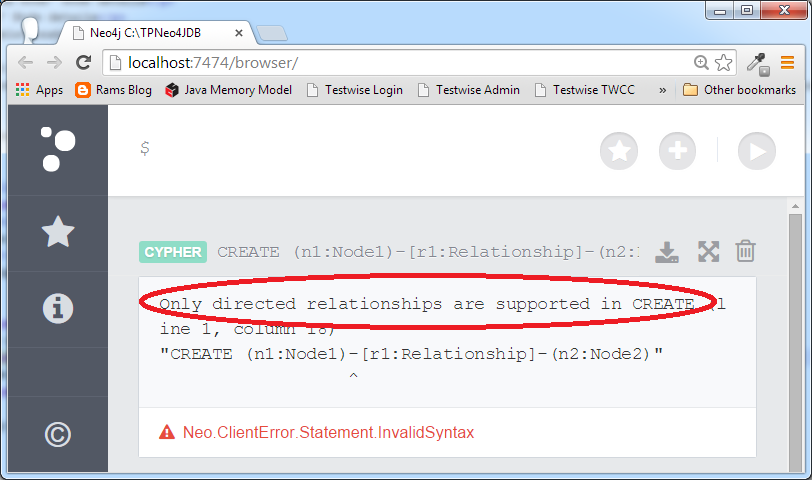 Neo4j C:\TPNeo4JDB
localhost:7474/browser/
Apps Rams Blog Java Memory Model Testwise Login Testwise Admin Testwise TWCC » Other bookmarks
$
CYPHER CREATE (n1:Node1)-[r1:Relationship]-(n2:
Only directed relationships are supported in CREATE (l
ine 1, column 18)
"CREATE (n1:Node1)-[r1:Relationship]-(n2:Node2)"
^
Neo.ClientError.Statement.InvalidSyntax